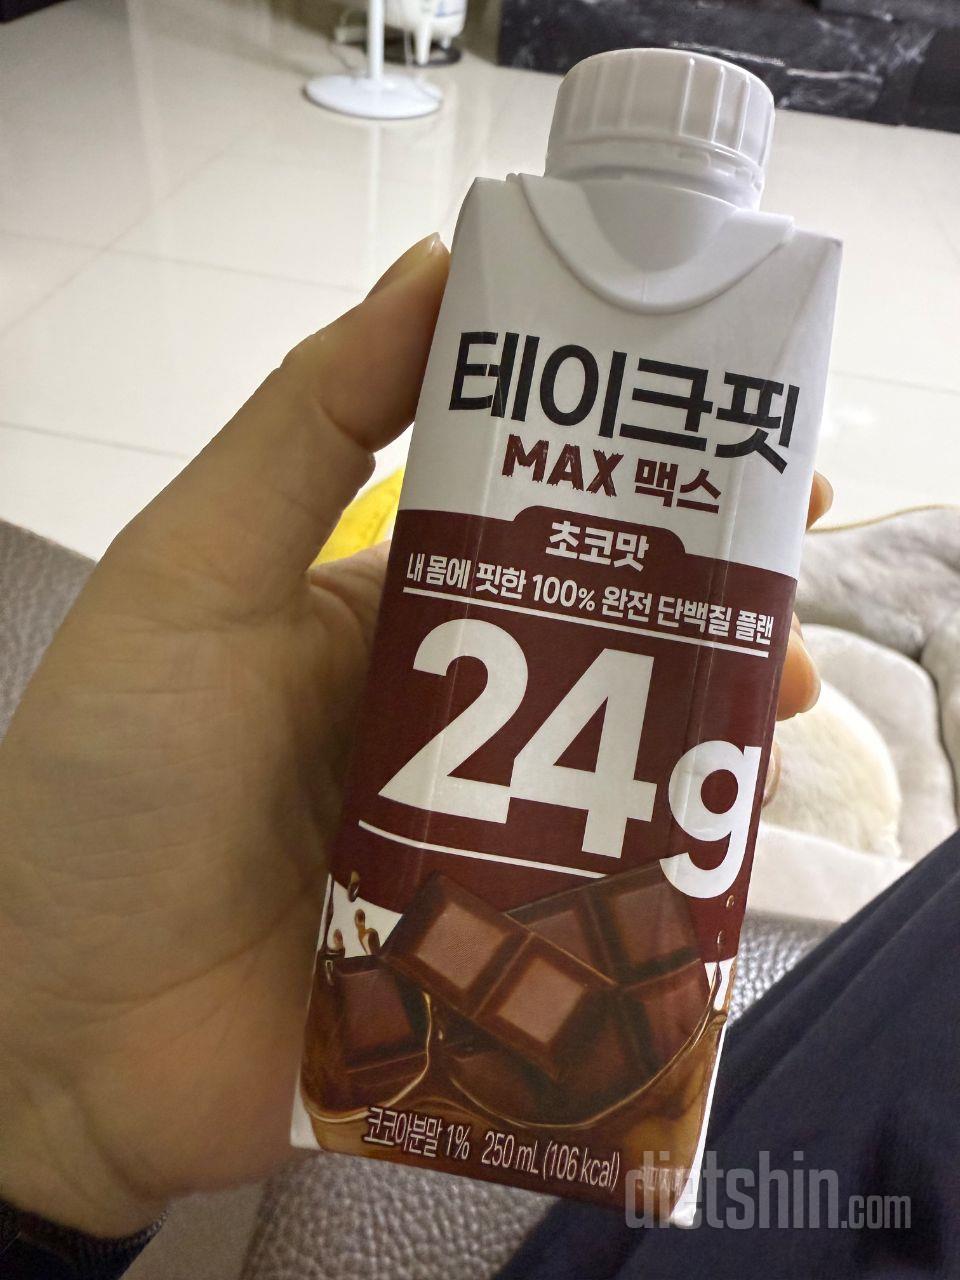 테이크핏
MAX 맥스
초코맛
내 몸에 핏한 100% 완전 단백질 플랜
24g
코코아분말 1% 250 mL (106 kcal)
dietshin.com